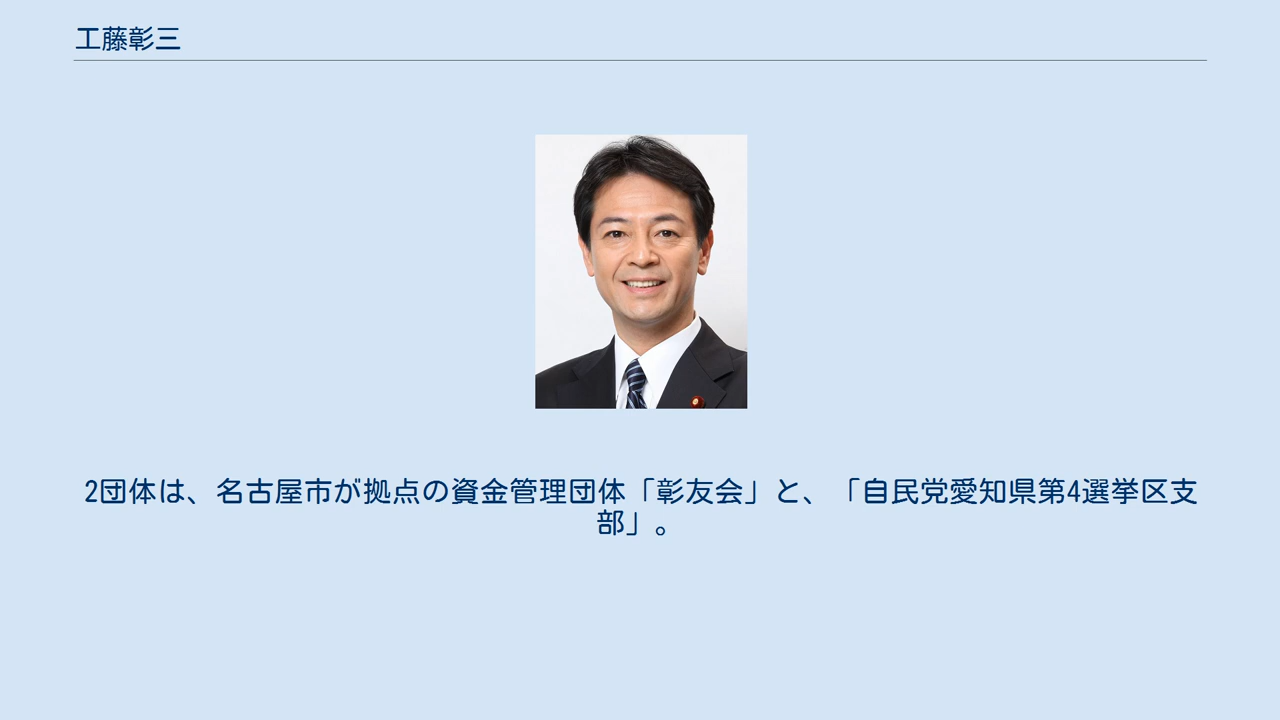 工藤彰三
2団体は、名古屋市が拠点の資金管理団体「彰友会」と、「自民党愛知県第4選挙区支
部」。